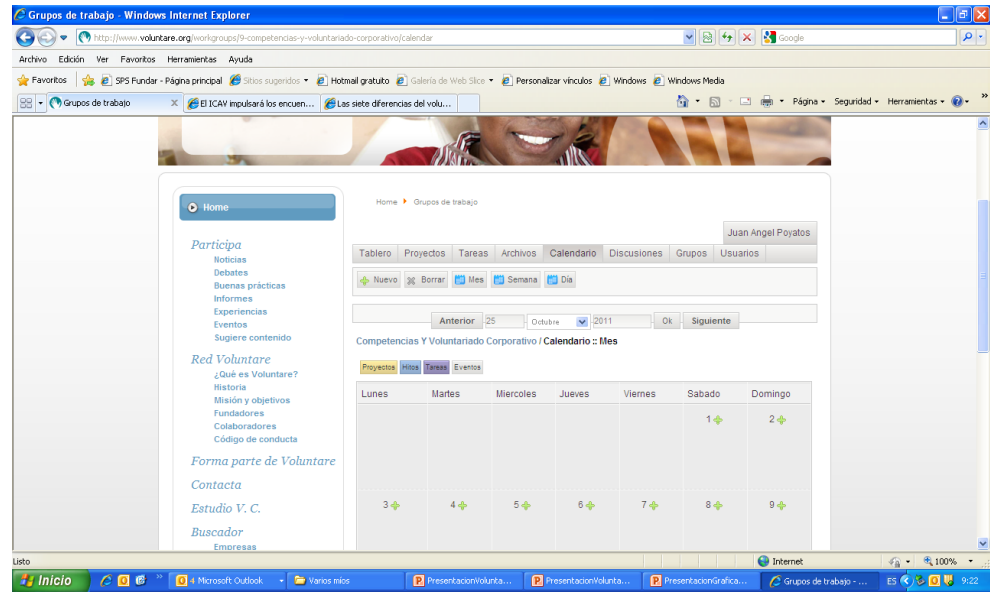 Grupos de trabajo - Windows Internet Explorer
http://www.voluntare.org/workgroups/9-competencias-y-voluntariado-corporativo/calendar
Google
Archivo Edición Ver Favoritos Herramientas Ayuda
Favoritos SPS Fundar - Página principal Sitios sugeridos Hotmail gratuito Galería de Web Slice Personalizar vínculos Windows Windows Media
Grupos de trabajo X El ICAV impulsará los encuen... Las siete diferencias del volu... Página Seguridad Herramientas »
Home
Home Grupos de trabajo
Juan Angel Poyatos
Participa
Noticias
Debates
Buenas prácticas
Informes
Experiencias
Eventos
Sugiere contenido
Red Voluntare
¿Qué es Voluntare?
Historia
Misión y objetivos
Fundadores
Colaboradores
Código de conducta
Forma parte de Voluntare
Contacta
Estudio V. C.
Buscador
Empresas
Tablero Proyectos Tareas Archivos Calendario Discusiones Grupos Usuarios
Nuevo Borrar Mes Semana Día
Anterior 25 Octubre 2011 Ok Siguiente
Competencias Y Voluntariado Corporativo / Calendario :: Mes
Proyectos Hitos Tareas Eventos
Lunes Martes Miercoles Jueves Viernes Sabado Domingo
1 2
3 4 5 6 7 8 9
Listo Internet 100%
Inicio » 4 Microsoft Outlook Varios mios PresentacionVolunta... PresentacionVolunta... PresentacionGrafica... Grupos de trabajo - ... ES 9:22